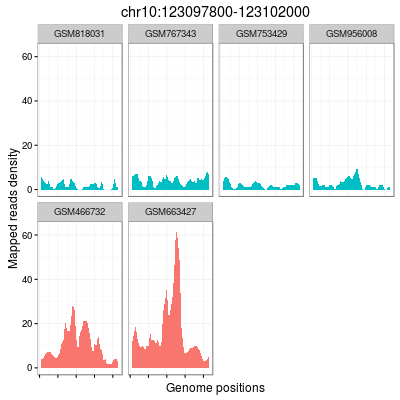 chr10:123097800-123102000
GSM818031 GSM767343 GSM753429 GSM956008
60
40
20
0
Mapped reads density
GSM466732 GSM663427
60
40
20
0
Genome positions